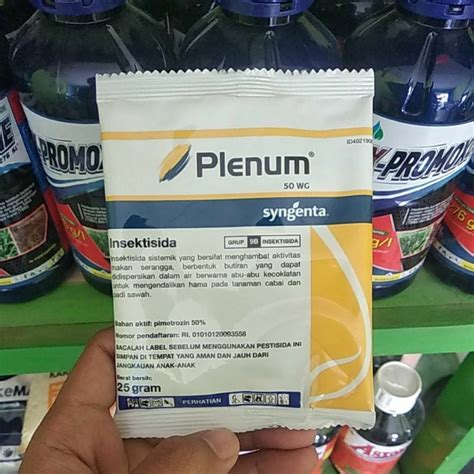 Plenum®
50 WG
syngenta
Insektisida
GRUP 9B INSEKTISIDA
Insektisida sistemik yang bersifat menghambat aktivitas
makan serangga, berbentuk butiran yang dapat
didispersikan dalam air berwarna abu-abu kecoklatan
untuk mengendalikan hama pada tanaman cabai dan
padi sawah.
Bahan aktif: pimetrozin 50%
Nomor pendaftaran: RI. 01010120093558
BACALAH LABEL SEBELUM MENGGUNAKAN PESTISIDA INI
SIMPAN DI TEMPAT YANG AMAN DAN JAUH DARI
JANGKAUAN ANAK-ANAK
Berat bersih:
25 gram
PERHATIAN
-PROMOX